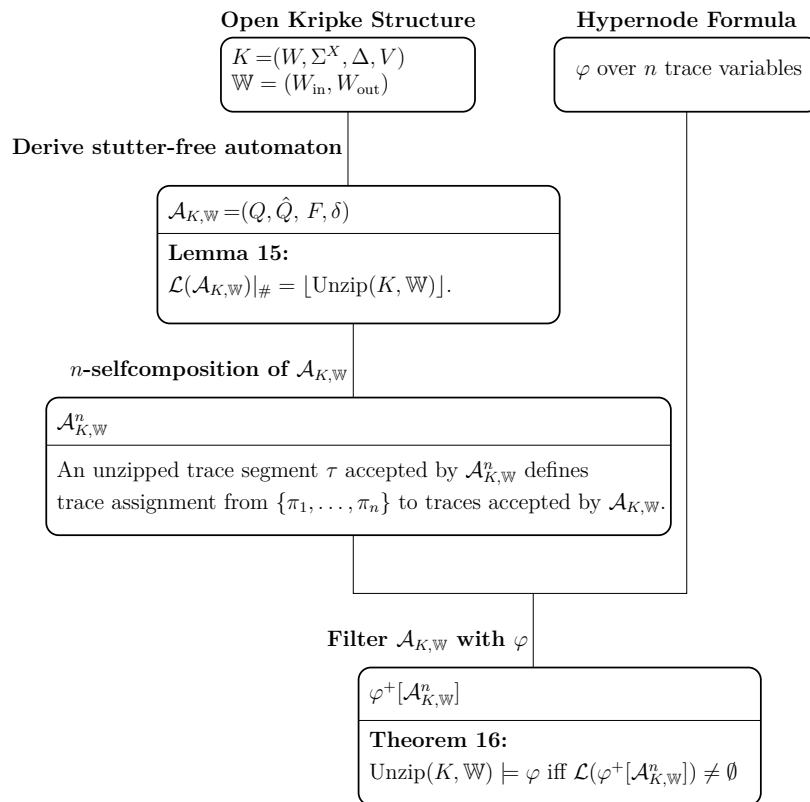 Open Kripke Structure
K =(W, Σ^X, Δ, V)
𝕎 = (W_in, W_out)
Hypernode Formula
φ over n trace variables
Derive stutter-free automaton
𝒜_{K,𝕎} =(Q, Q̂, F, δ)
Lemma 15:
ℒ(𝒜_{K,𝕎})|_# = ⌊Unzip(K, 𝕎)⌋.
n-selfcomposition of 𝒜_{K,𝕎}
𝒜^n_{K,𝕎}
An unzipped trace segment τ accepted by 𝒜^n_{K,𝕎} defines
trace assignment from {π_1, . . . , π_n} to traces accepted by 𝒜_{K,𝕎}.
Filter 𝒜_{K,𝕎} with φ
φ^+[𝒜^n_{K,𝕎}]
Theorem 16:
Unzip(K, 𝕎) ⊨ φ iff ℒ(φ^+[𝒜^n_{K,𝕎}]) ≠ ∅